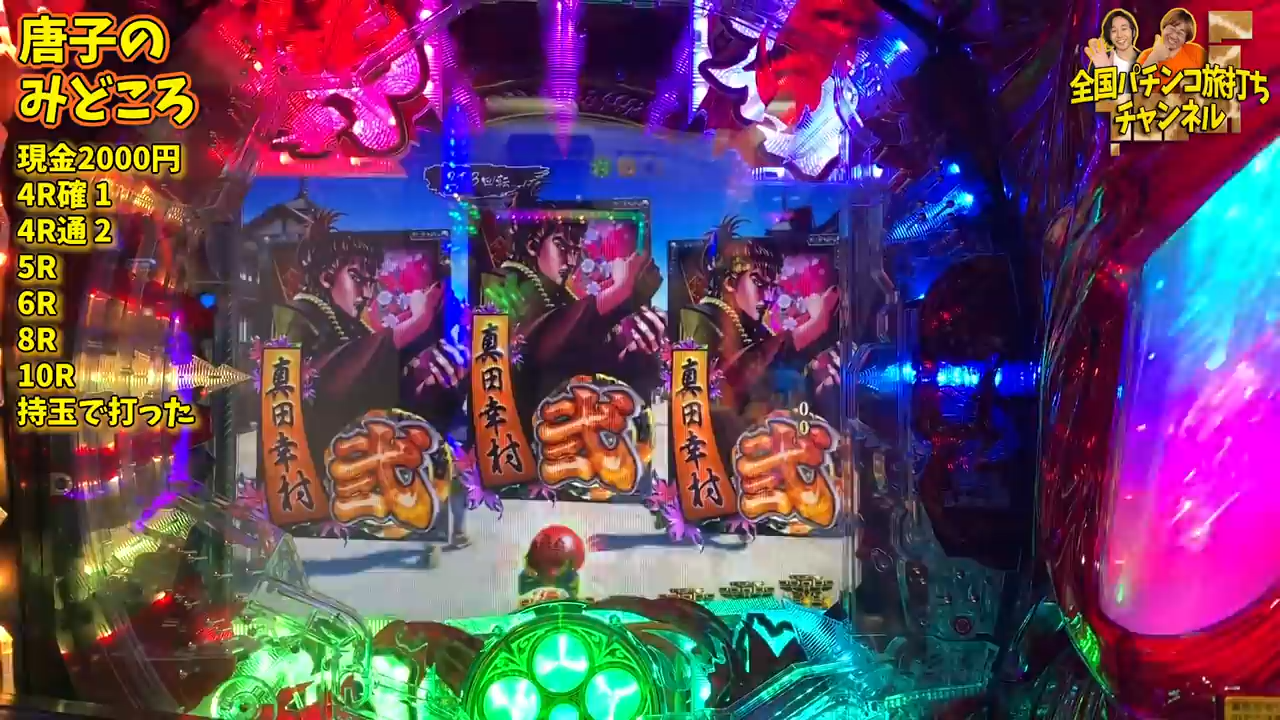 唐子の
みどころ
現金2000円
4R確 1
4R通 2
5R
6R
8R
10R
持玉で打った
全国パチンコ旅打ち
チャンネル
真田幸村
弐
真田幸村
弐
真田幸村
弐